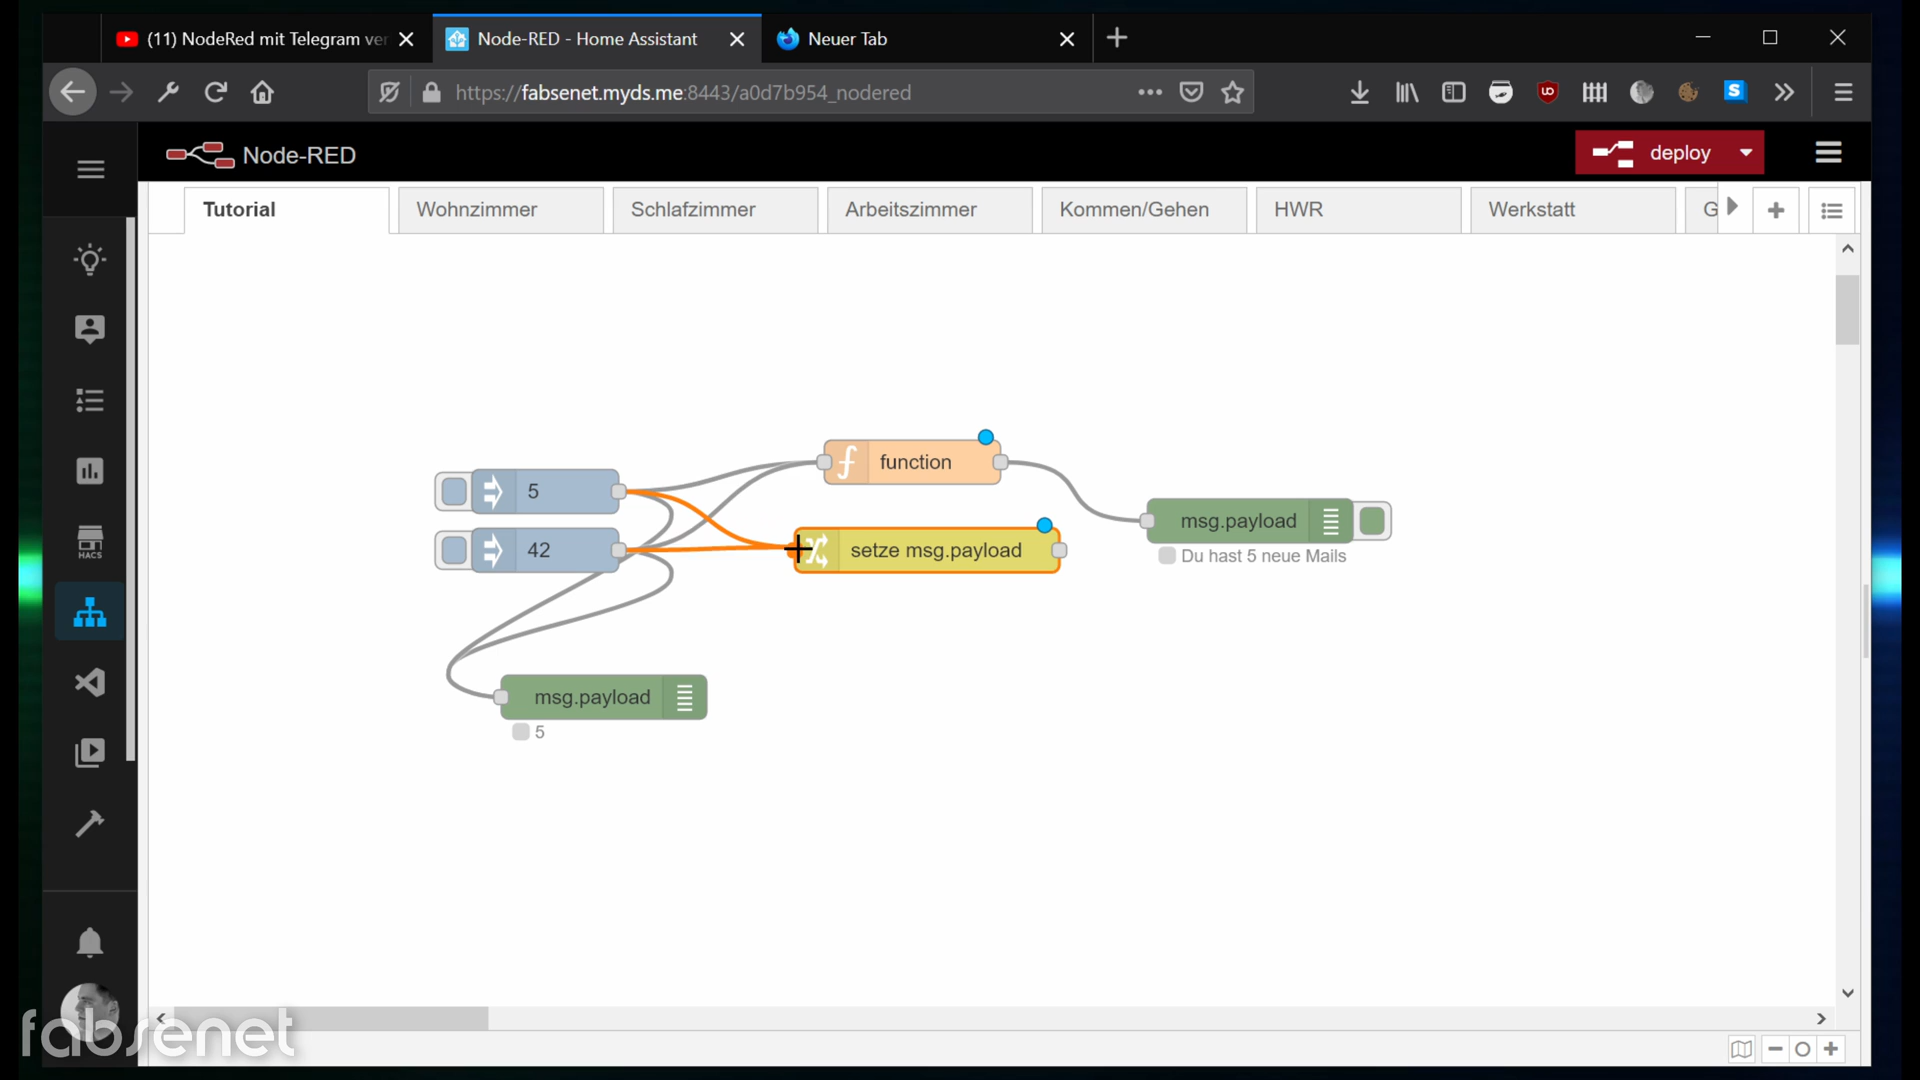 (11) NodeRed mit Telegram ver
Node-RED - Home Assistant
Neuer Tab
https://fabsenet.myds.me:8443/a0d7b954_nodered
Node-RED
deploy
Tutorial
Wohnzimmer
Schlafzimmer
Arbeitszimmer
Kommen/Gehen
HWR
Werkstatt
G
function
5
msg.payload
42
setze msg.payload
Du hast 5 neue Mails
HACS
msg.payload
5
fabsenet